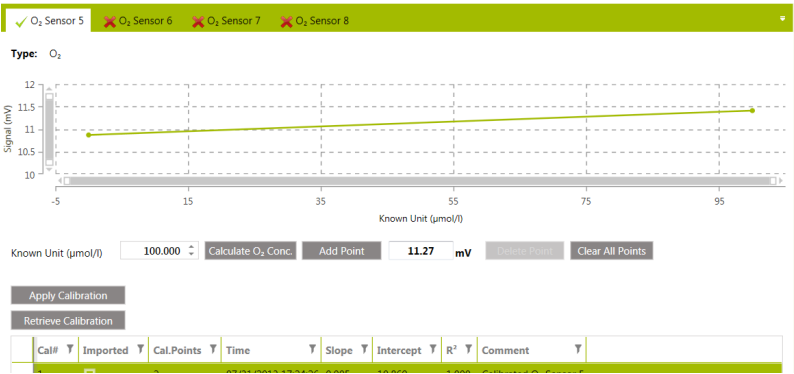 O₂ Sensor 5 O₂ Sensor 6 O₂ Sensor 7 O₂ Sensor 8
Type: O₂
12
11.5
11
10.5
10
Signal (mV)
-5 15 35 55 75 95
Known Unit (µmol/l)
Known Unit (µmol/l) 100.000 Calculate O₂ Conc. Add Point 11.27 mV Delete Point Clear All Points
Apply Calibration
Retrieve Calibration
Cal# Imported Cal.Points Time Slope Intercept R² Comment